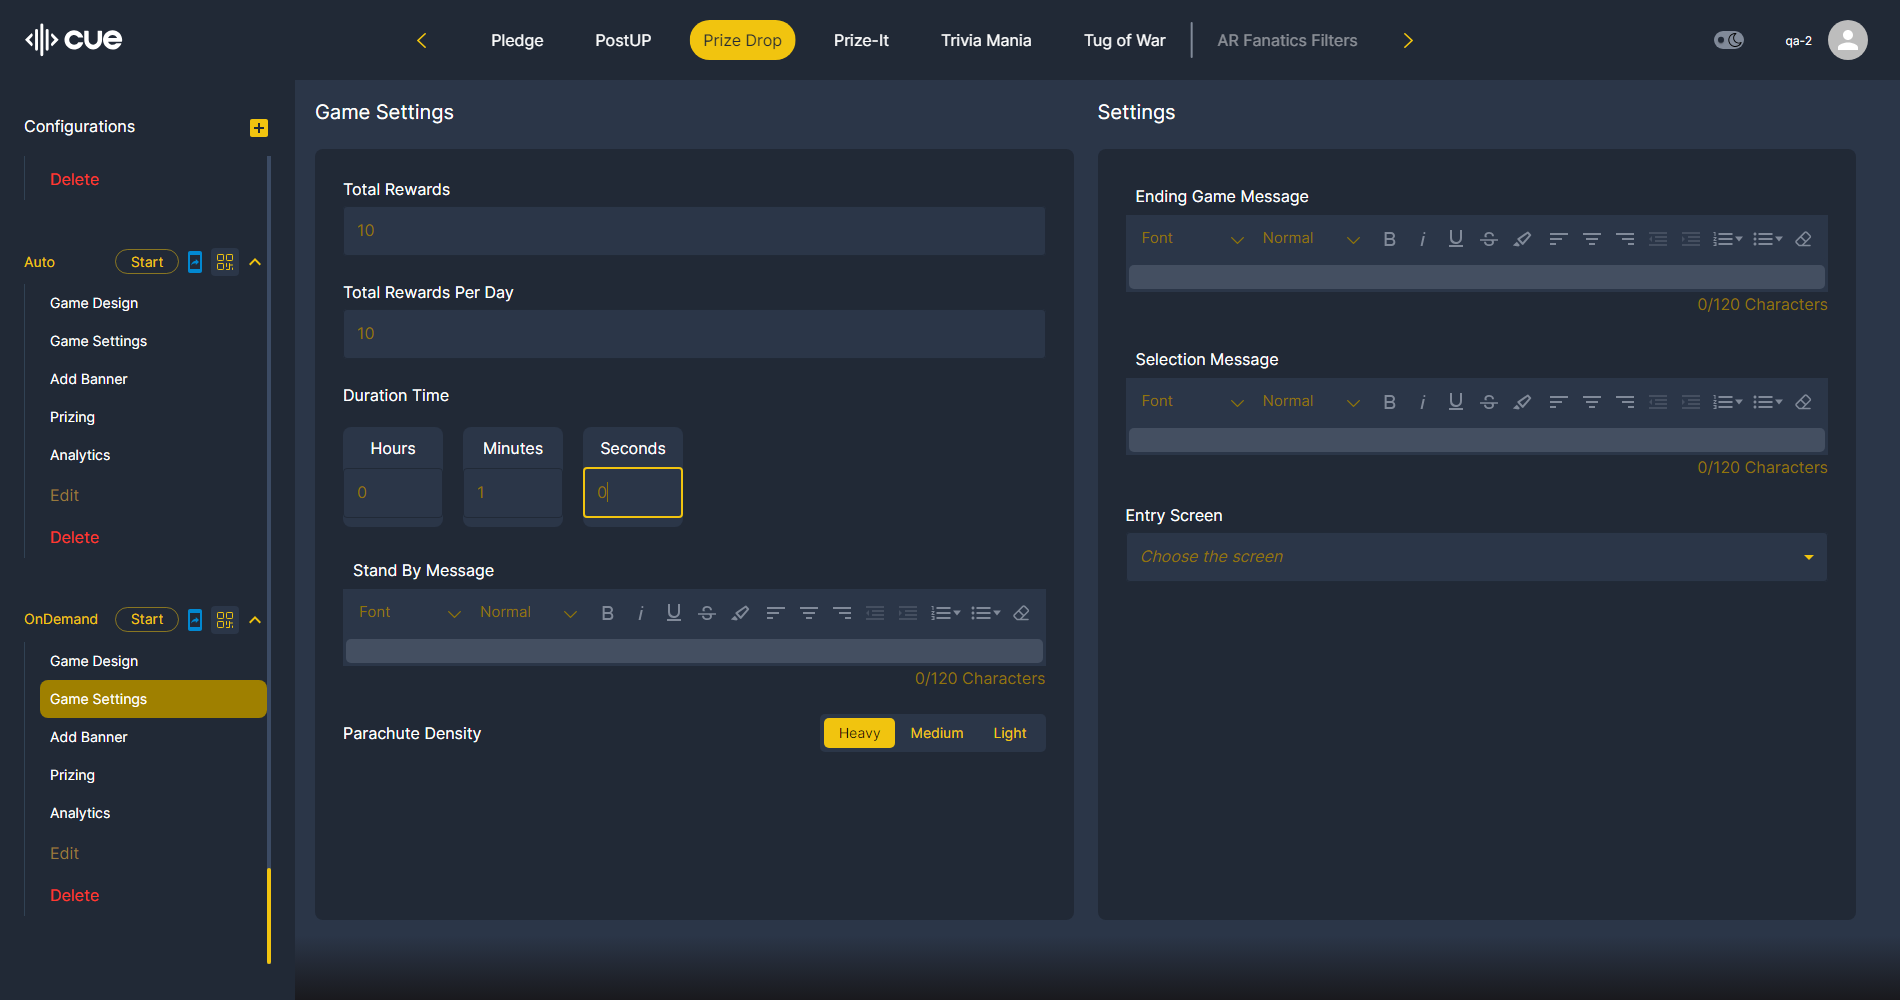 cue
Pledge
PostUP
Prize Drop
Prize-It
Trivia Mania
Tug of War
AR Fanatics Filters
qa-2
Configurations
Delete
Auto
Start
Game Design
Game Settings
Add Banner
Prizing
Analytics
Edit
Delete
OnDemand
Start
Game Design
Game Settings
Add Banner
Prizing
Analytics
Edit
Delete
Game Settings
Total Rewards
10
Total Rewards Per Day
10
Duration Time
Hours
Minutes
Seconds
0
1
0
Stand By Message
Font
Normal
0/120 Characters
Parachute Density
Heavy
Medium
Light
Settings
Ending Game Message
Font
Normal
0/120 Characters
Selection Message
Font
Normal
0/120 Characters
Entry Screen
Choose the screen